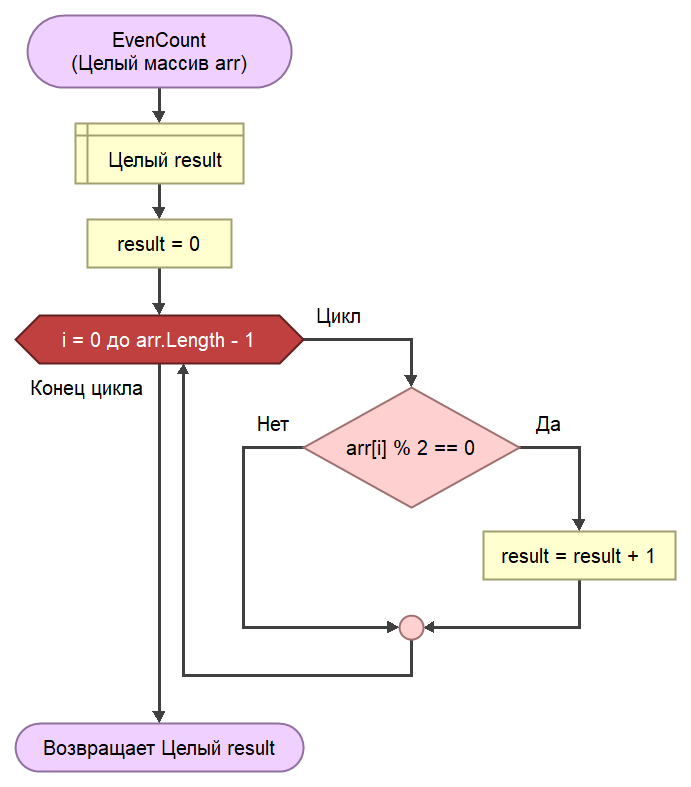 EvenCount
(Целый массив arr)
Целый result
result = 0
i = 0 до arr.Length - 1
Цикл
Конец цикла
Нет
arr[i] % 2 == 0
Да
result = result + 1
Возвращает Целый result